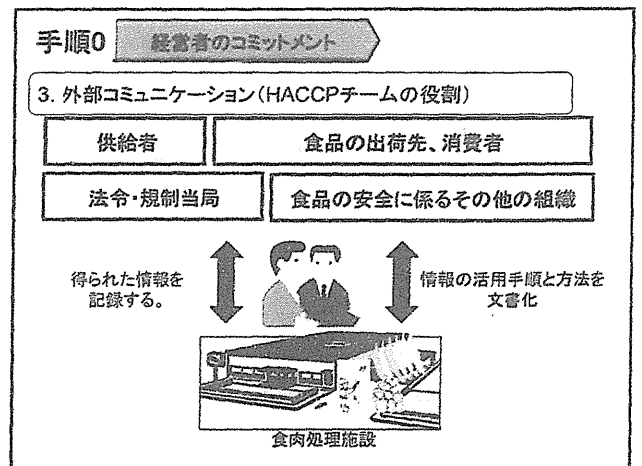 手順0 経営者のコミットメント
3. 外部コミュニケーション(HACCPチームの役割)
供給者 食品の出荷先、消費者
法令・規制当局 食品の安全に係るその他の組織
得られた情報を
記録する。
情報の活用手順と方法を
文書化
食肉処理施設